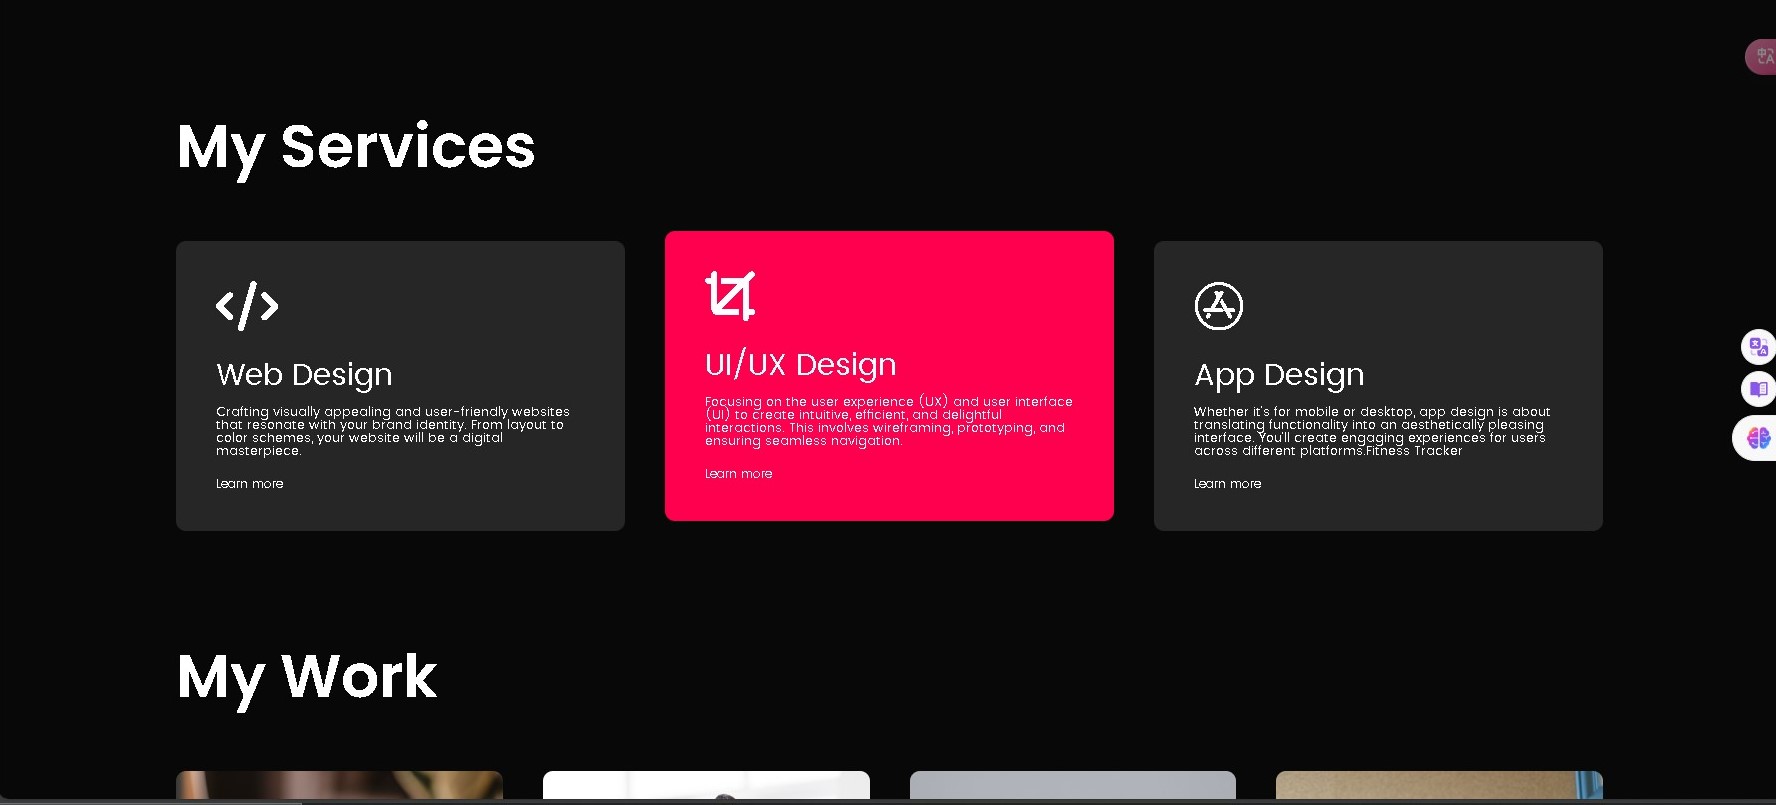 My Services
Web Design
Crafting visually appealing and user-friendly websites
that resonate with your brand identity. From layout to
color schemes, your website will be a digital
masterpiece.
Learn more
UI/UX Design
Focusing on the user experience (UX) and user interface
(UI) to create intuitive, efficient, and delightful
interactions. This involves wireframing, prototyping, and
ensuring seamless navigation.
Learn more
App Design
Whether it's for mobile or desktop, app design is about
translating functionality into an aesthetically pleasing
interface. You'll create engaging experiences for users
across different platforms.Fitness Tracker
Learn more
My Work